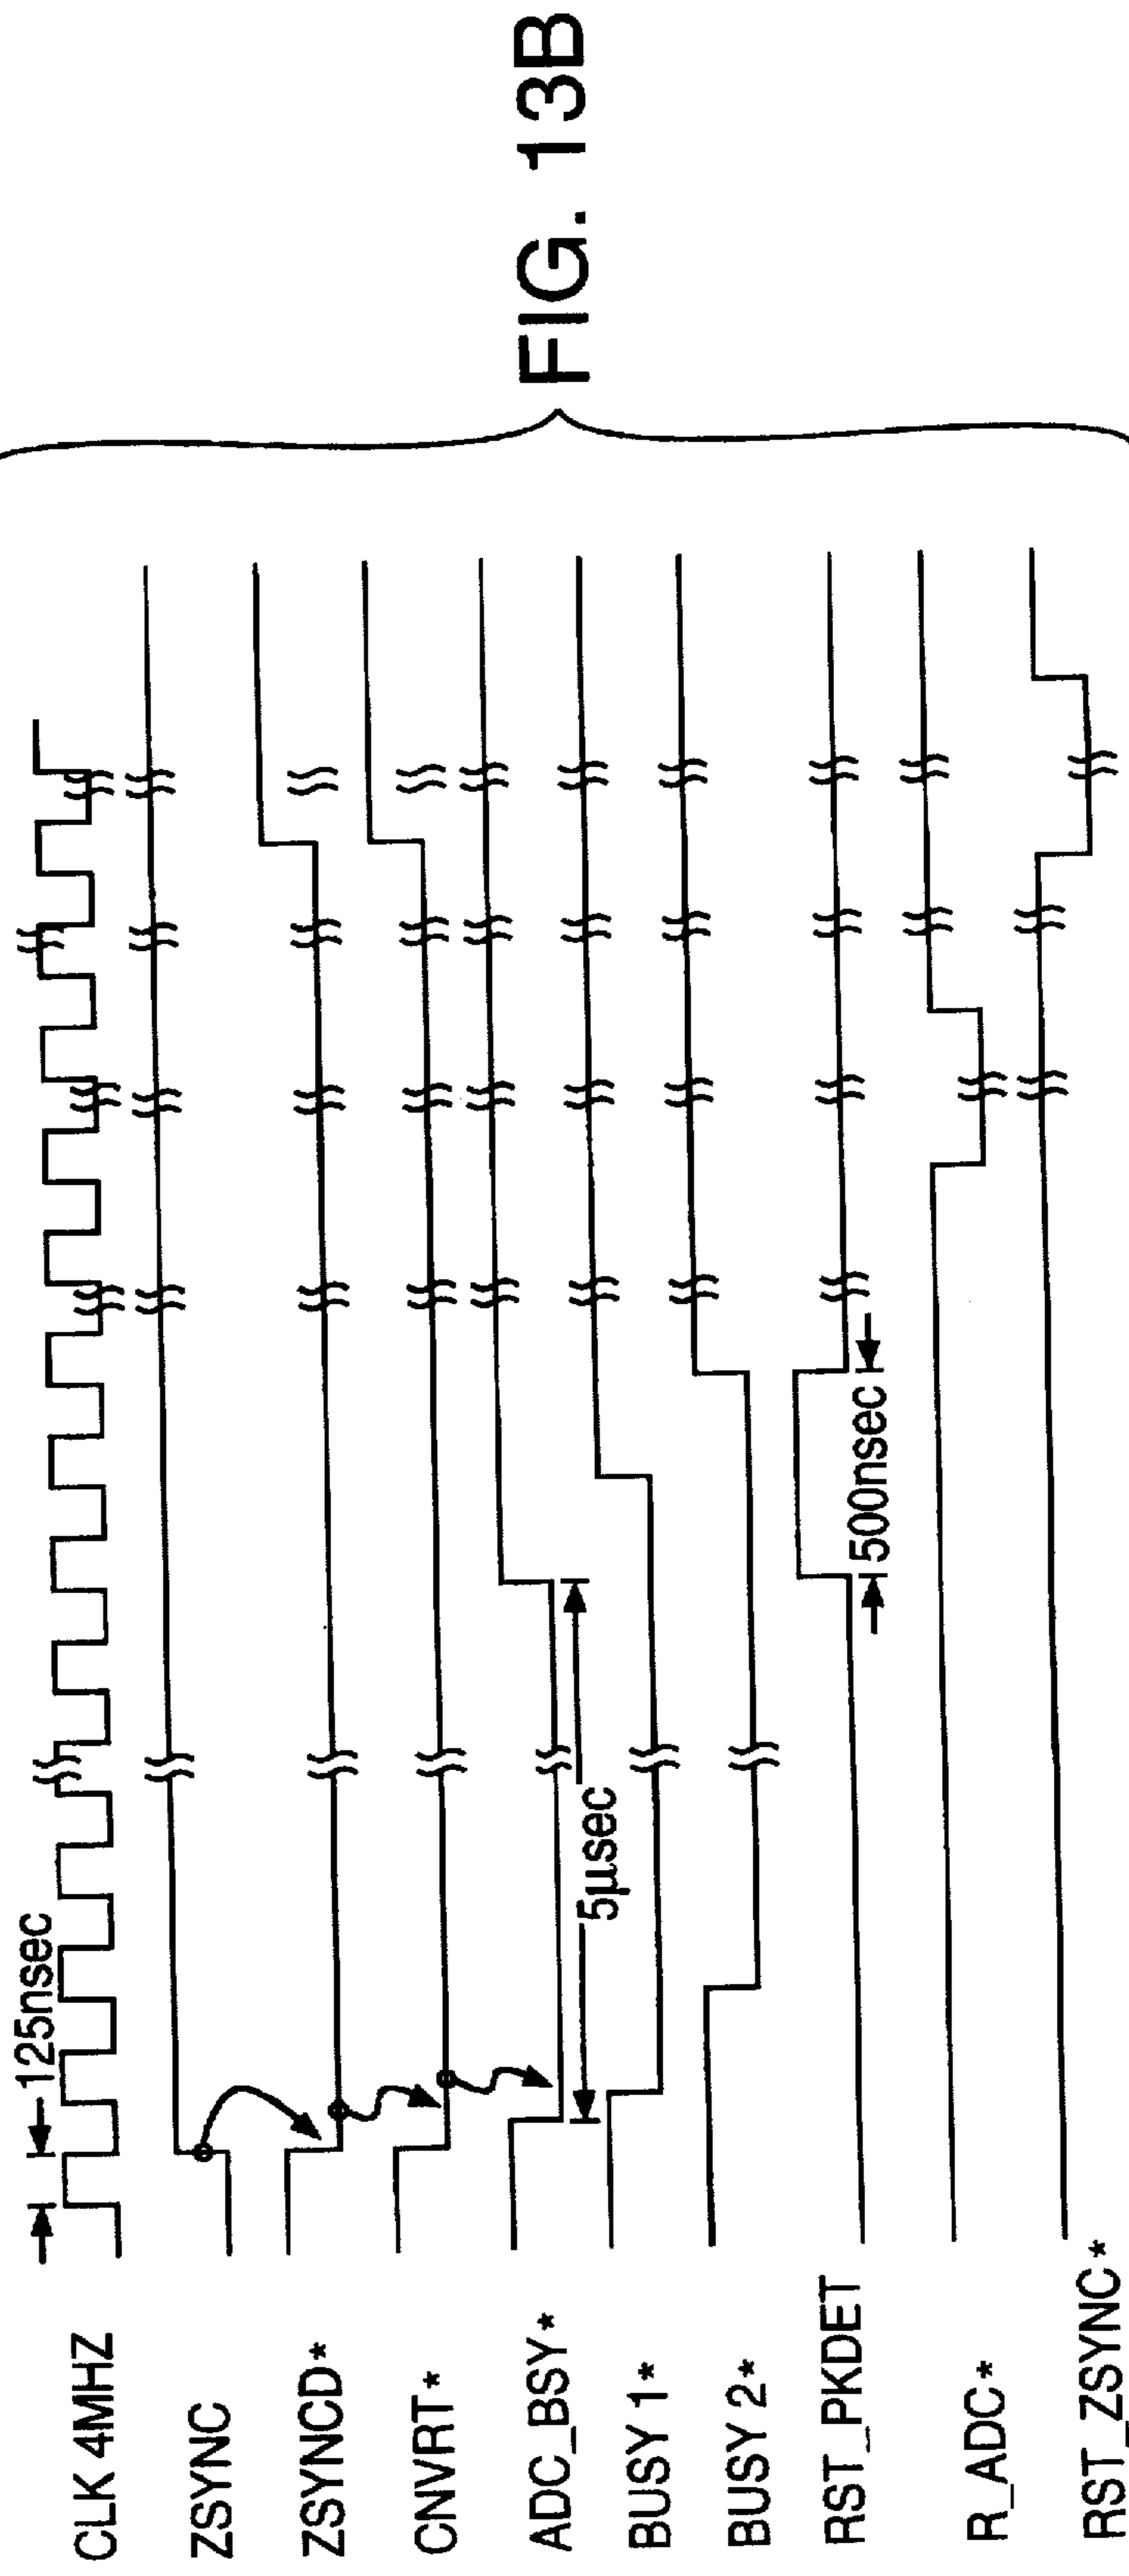 CLK 4MHZ
125nsec
ZSYNC
ZSYNCD*
CNVRT*
ADC_BSY*
5µsec
BUSY 1*
BUSY 2*
RST_PKDET
500nsec
R_ADC*
RST_ZSYNC*
FIG. 13B